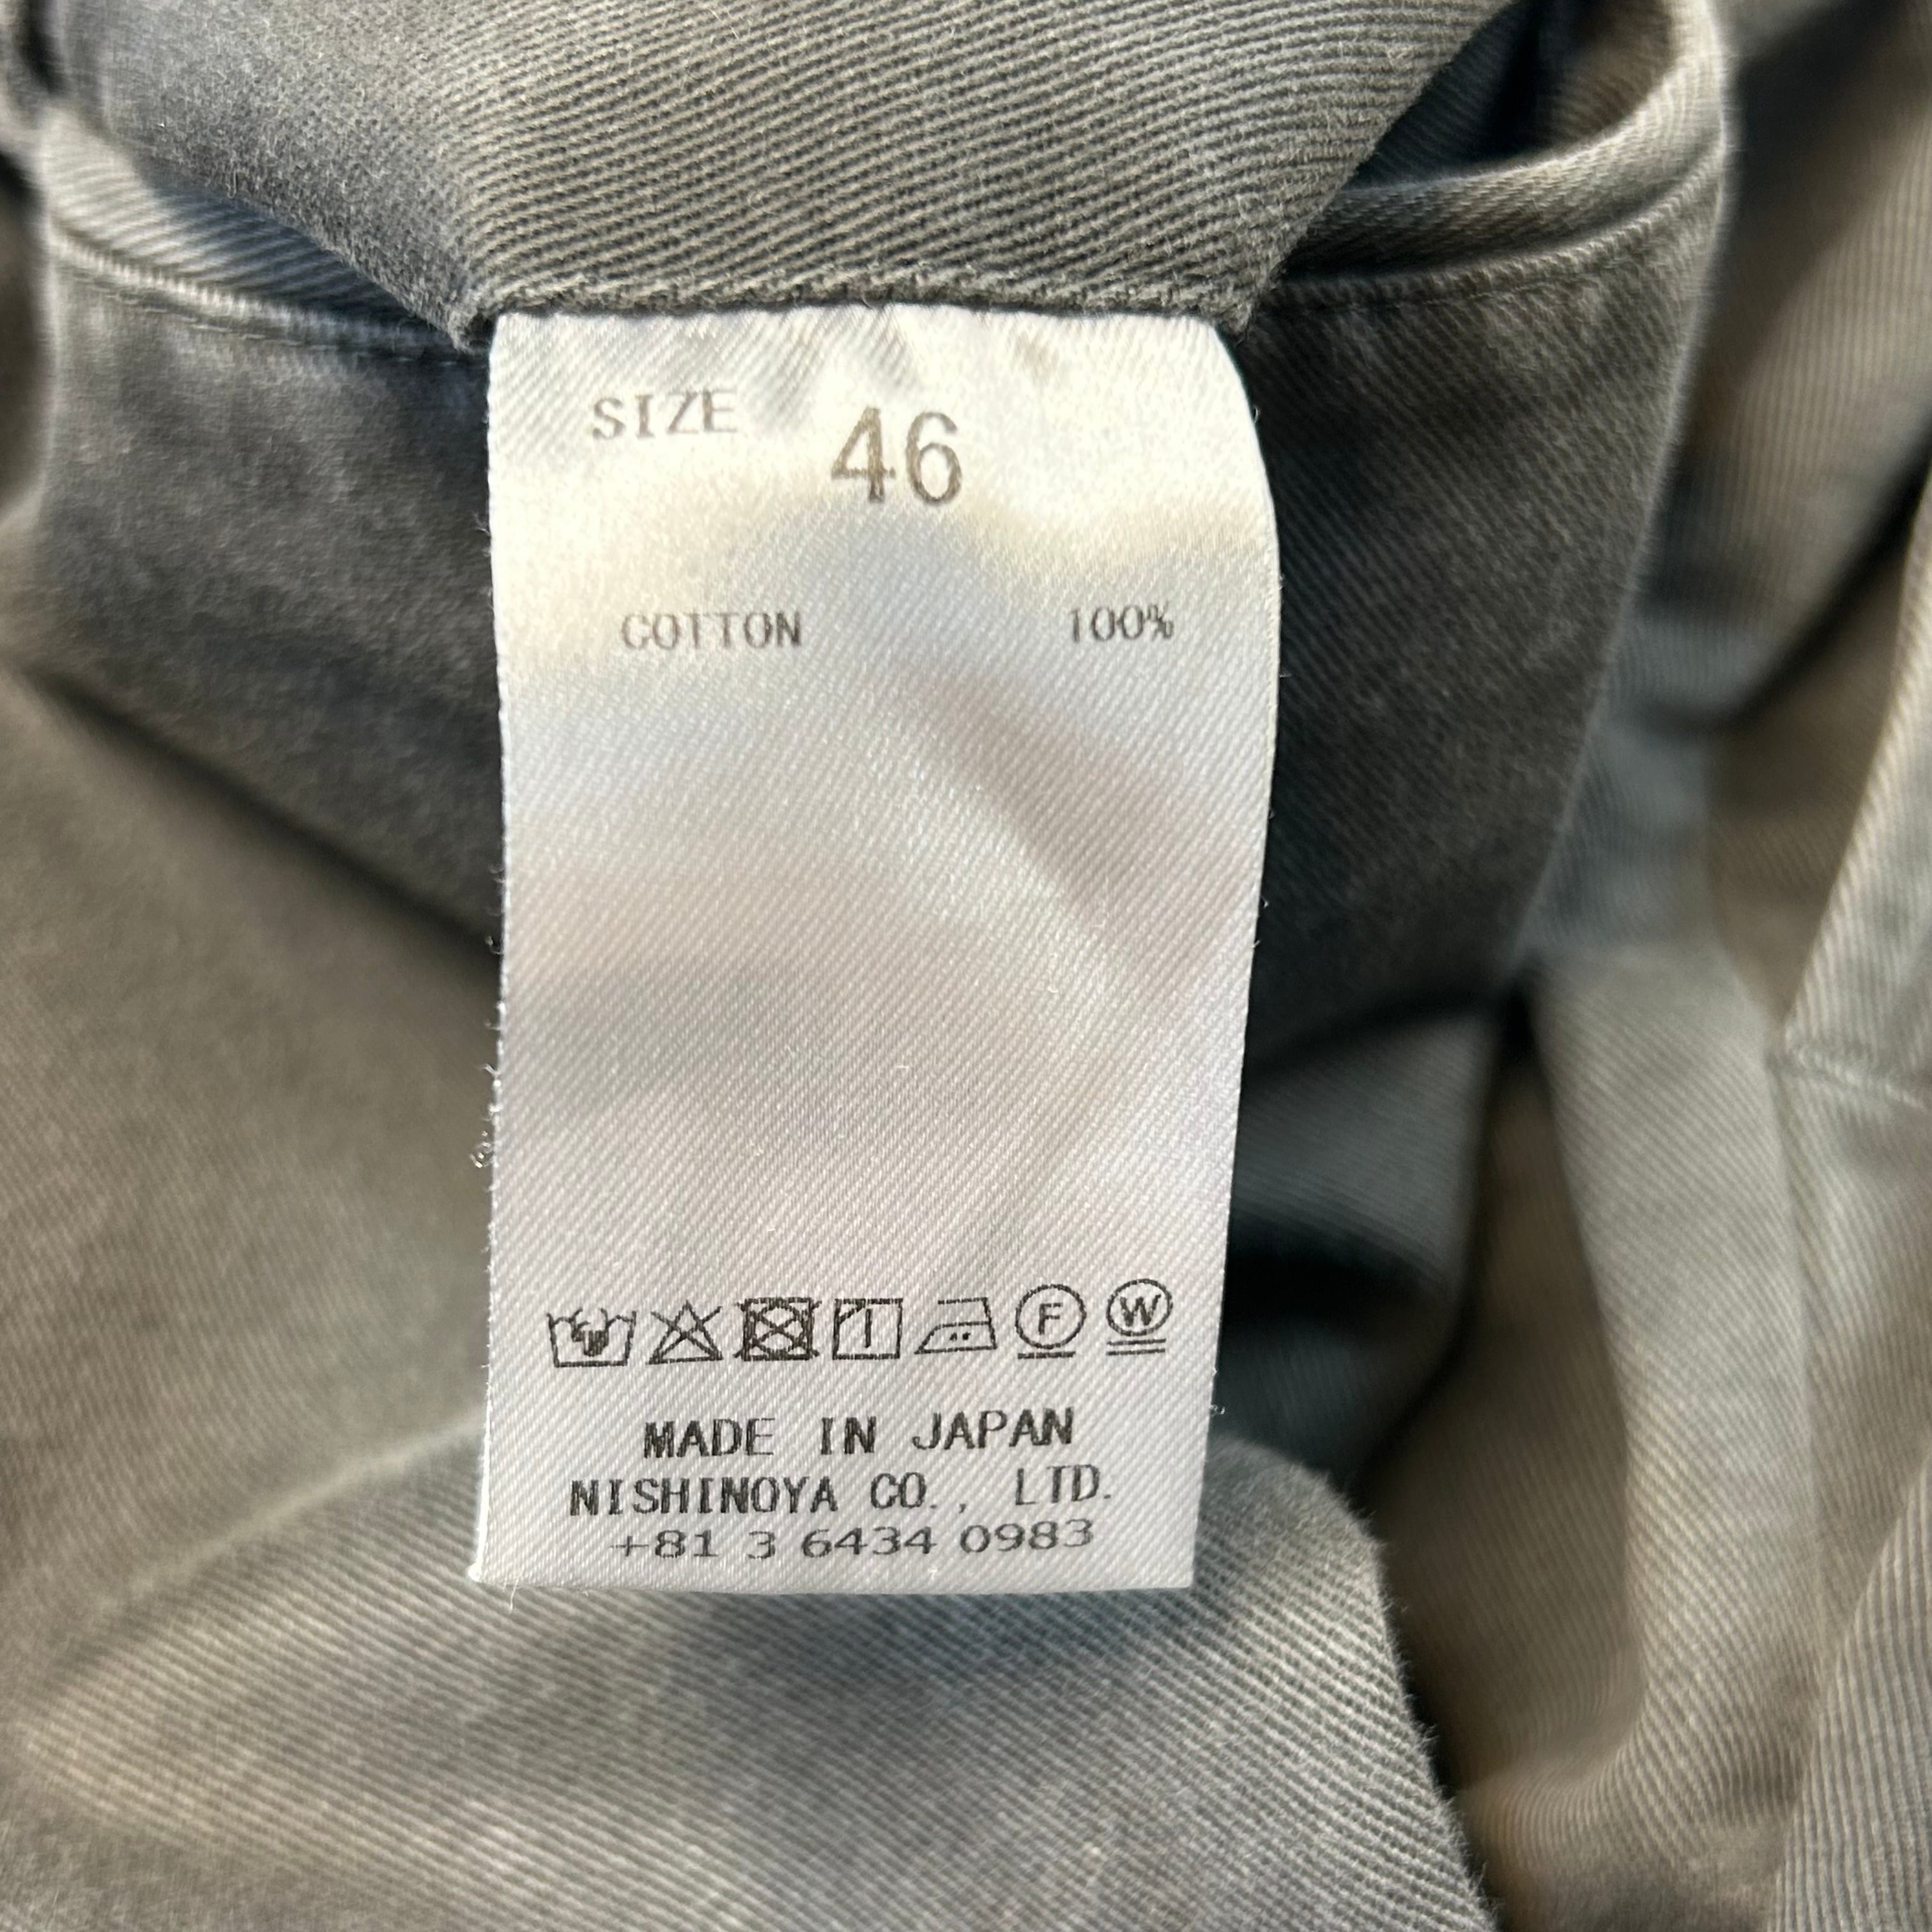 SIZE 46
COTTON 100%
F W
MADE IN JAPAN
NISHINOYA CO., LTD.
+81 3 6434 0983